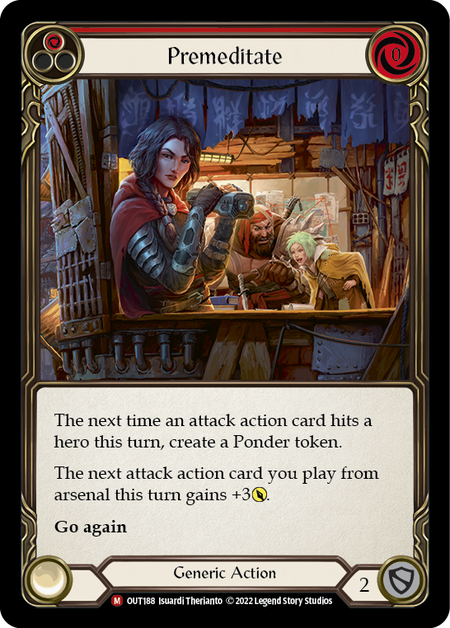 0
Premeditate
The next time an attack action card hits a
hero this turn, create a Ponder token.
The next attack action card you play from
arsenal this turn gains +3.
Go again
Generic Action
2
M OUT188 Isuardi Therianto © 2022 Legend Story Studios